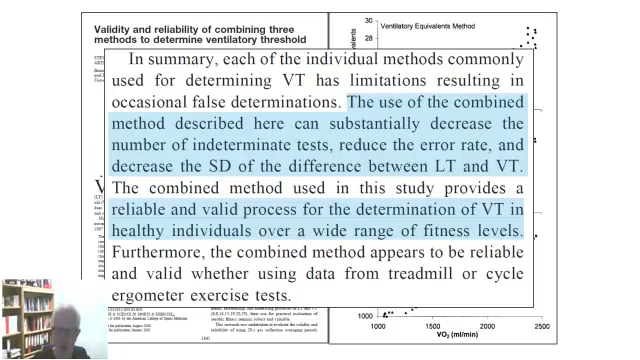 Validity and reliability of combining three
methods to determine ventilatory threshold
In summary, each of the individual methods commonly
used for determining VT has limitations resulting in
occasional false determinations. The use of the combined
method described here can substantially decrease the
number of indeterminate tests, reduce the error rate, and
decrease the SD of the difference between LT and VT.
The combined method used in this study provides a
reliable and valid process for the determination of VT in
healthy individuals over a wide range of fitness levels.
Furthermore, the combined method appears to be reliable
and valid whether using data from treadmill or cycle
ergometer exercise tests.
Ventilatory Equivalents Method
30
28
1000
1000
1500
2000
2500
VO2 (ml/min)